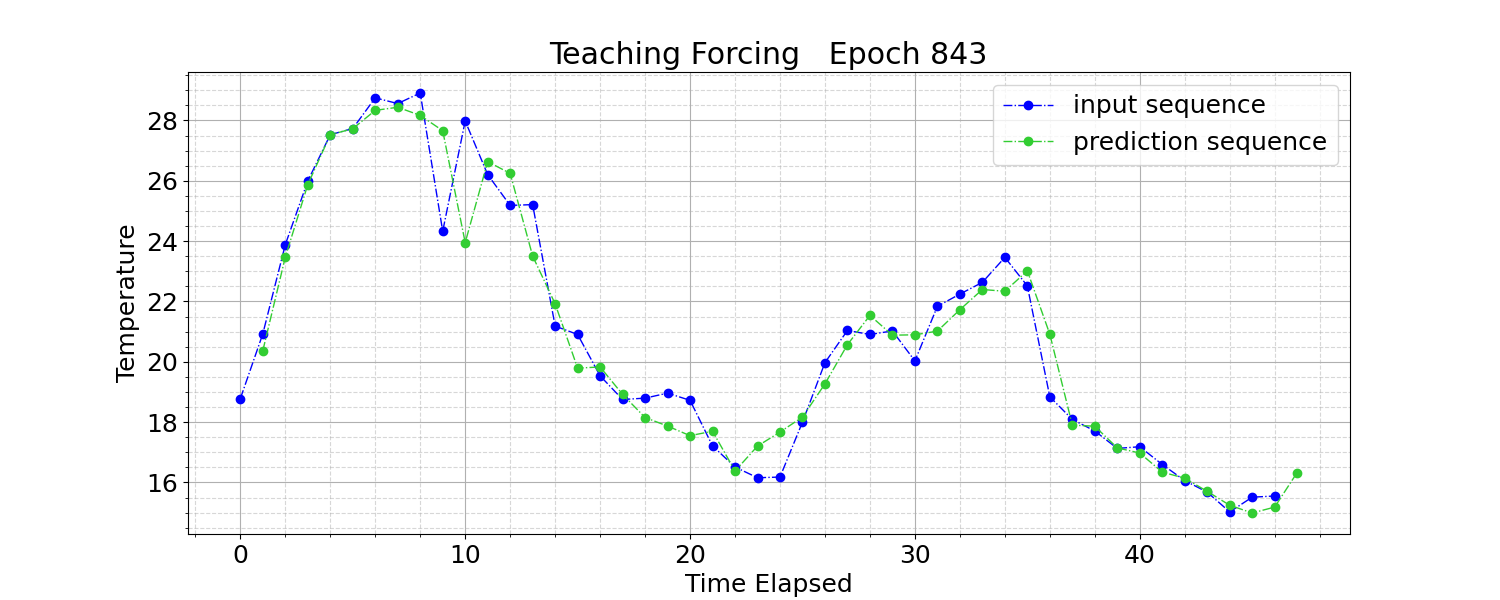 Teaching Forcing   Epoch 843
input sequence
prediction sequence
Temperature
28
26
24
22
20
18
16
0 10 20 30 40
Time Elapsed